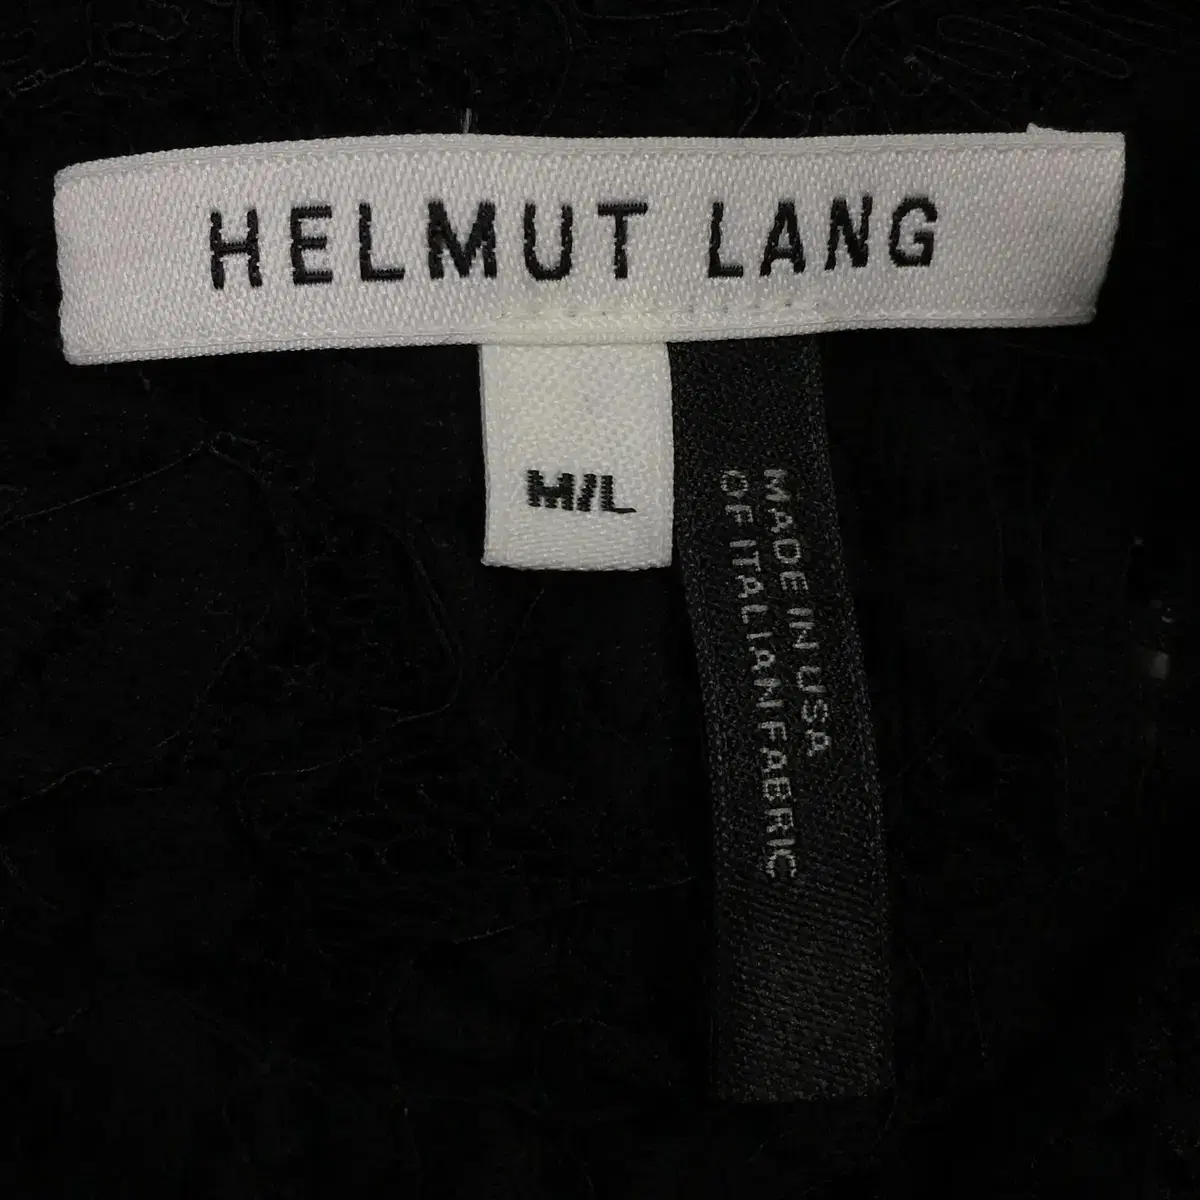 HELMUT LANG
M/L
MADE IN USA
OF ITALIAN FABRIC